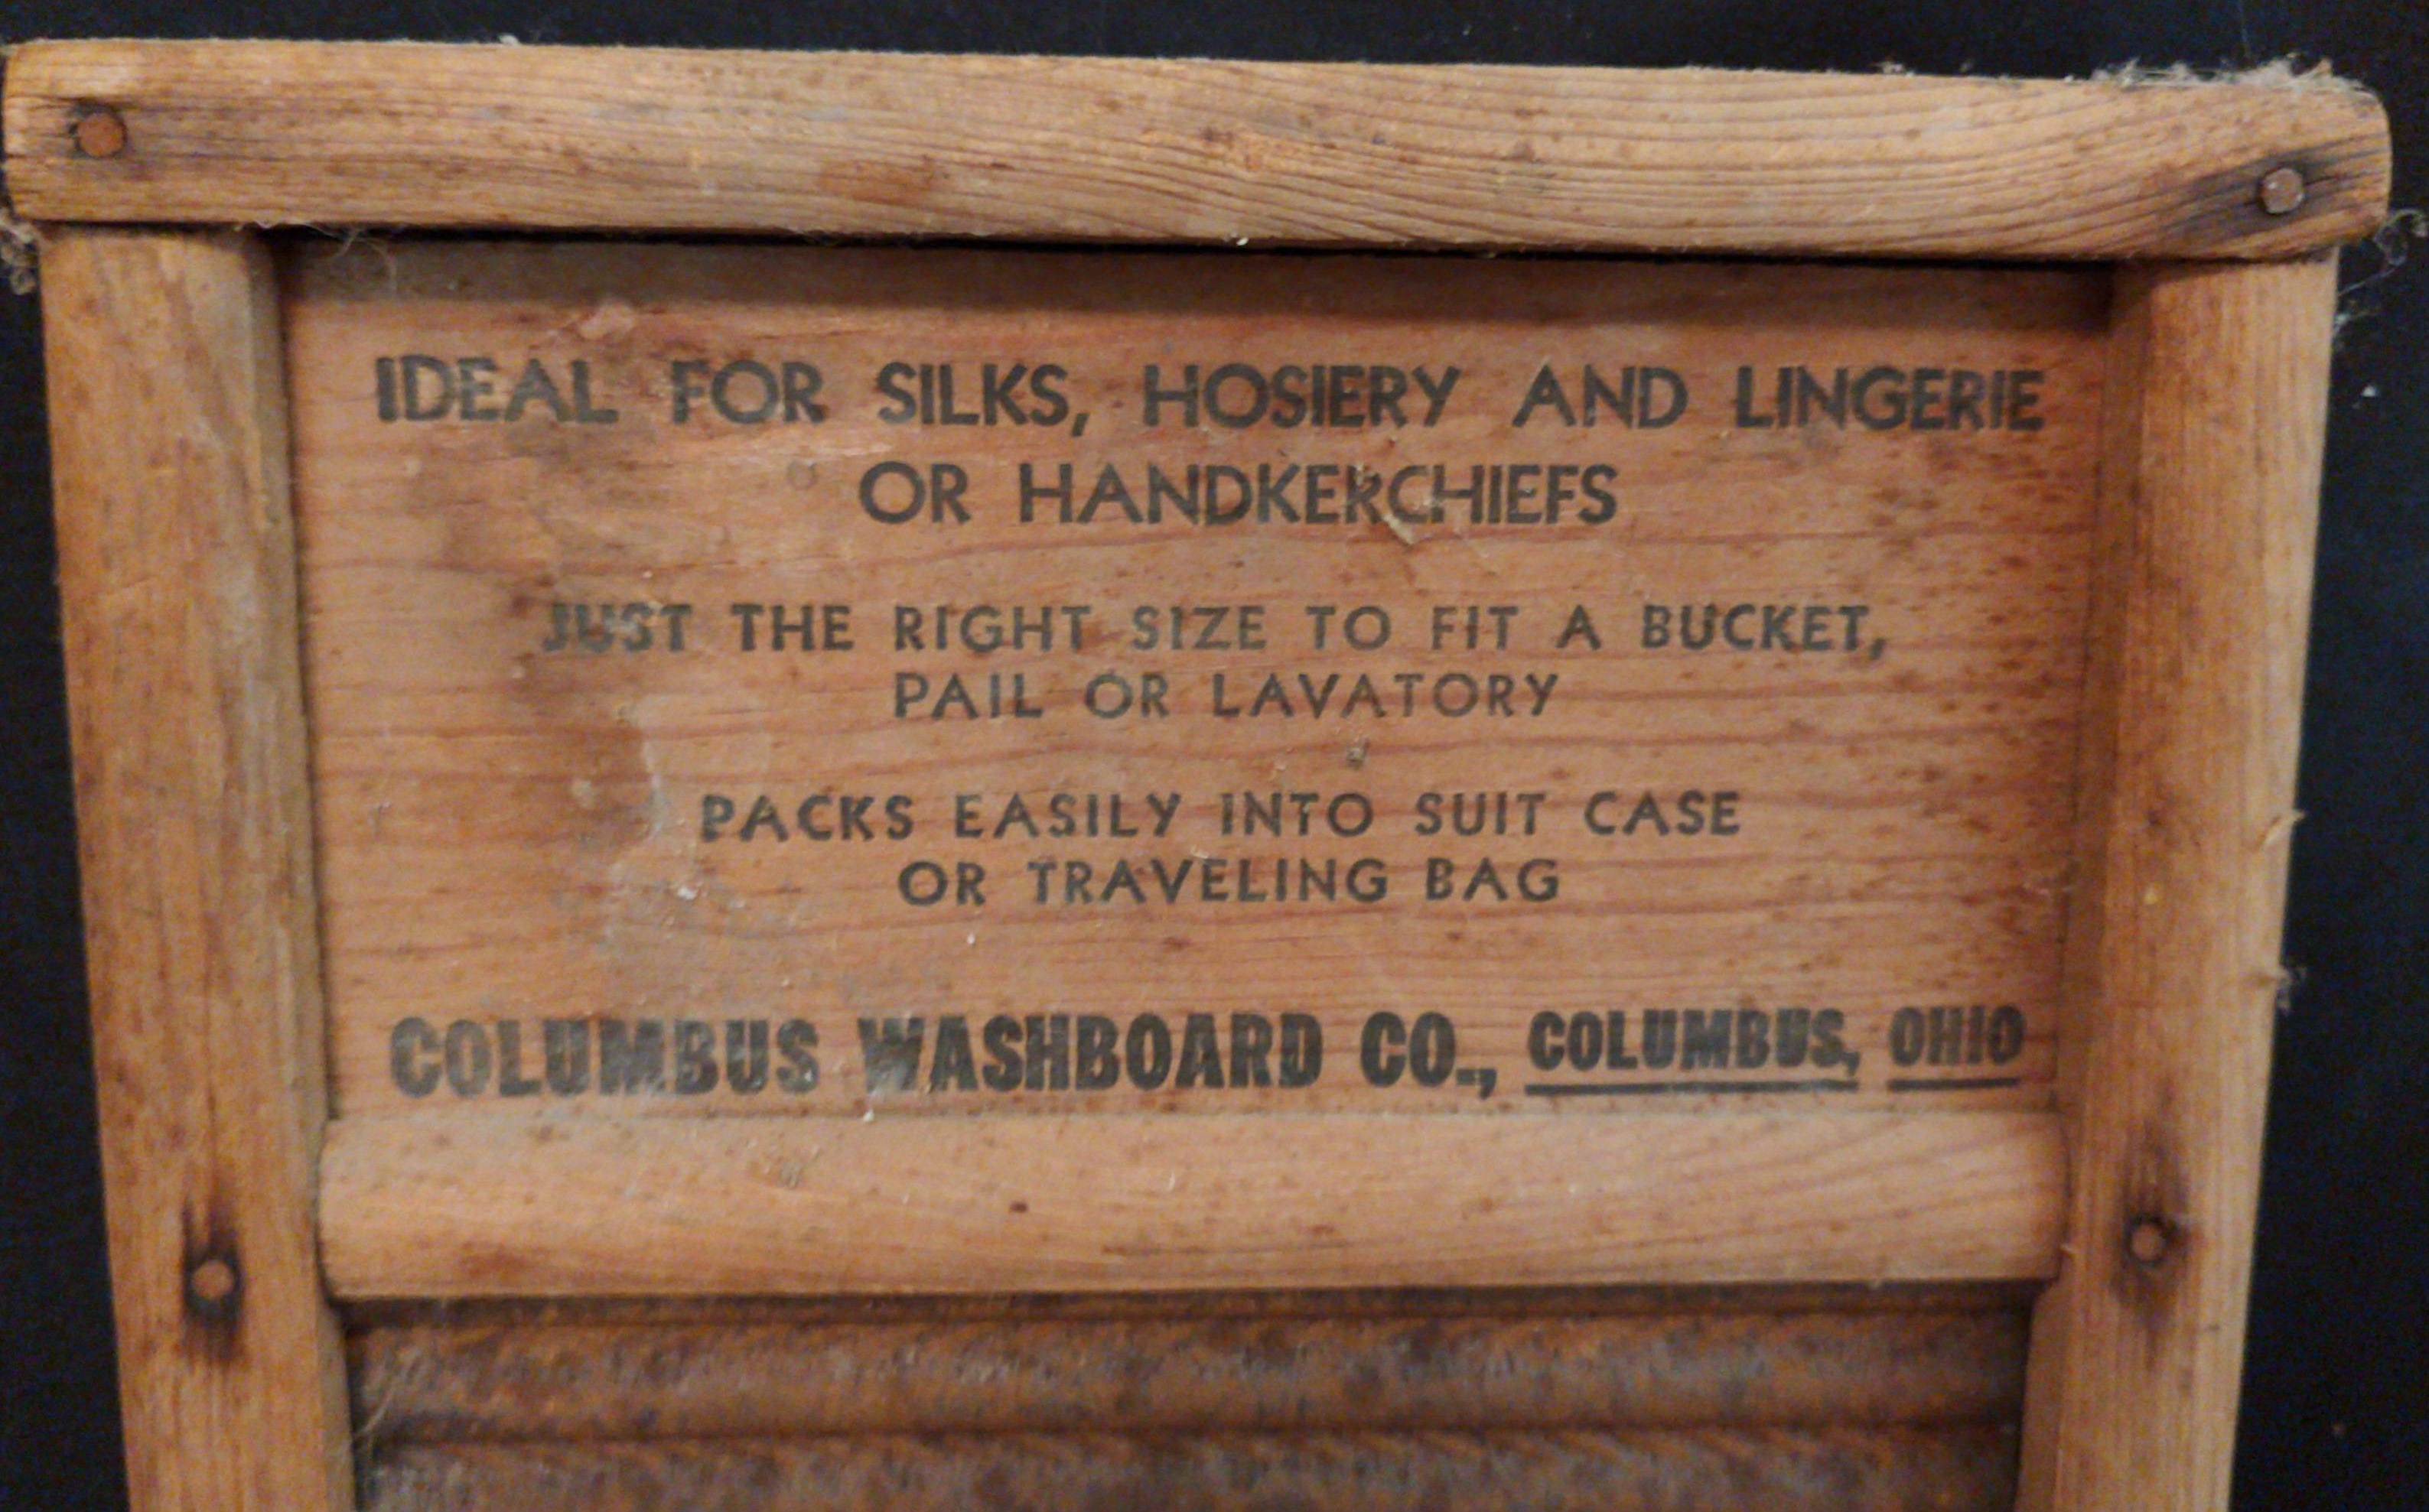 IDEAL FOR SILKS, HOSIERY AND LINGERIE
OR HANDKERCHIEFS
JUST THE RIGHT SIZE TO FIT A BUCKET,
PAIL OR LAVATORY
PACKS EASILY INTO SUIT CASE
OR TRAVELING BAG
COLUMBUS WASHBOARD CO., COLUMBUS, OHIO